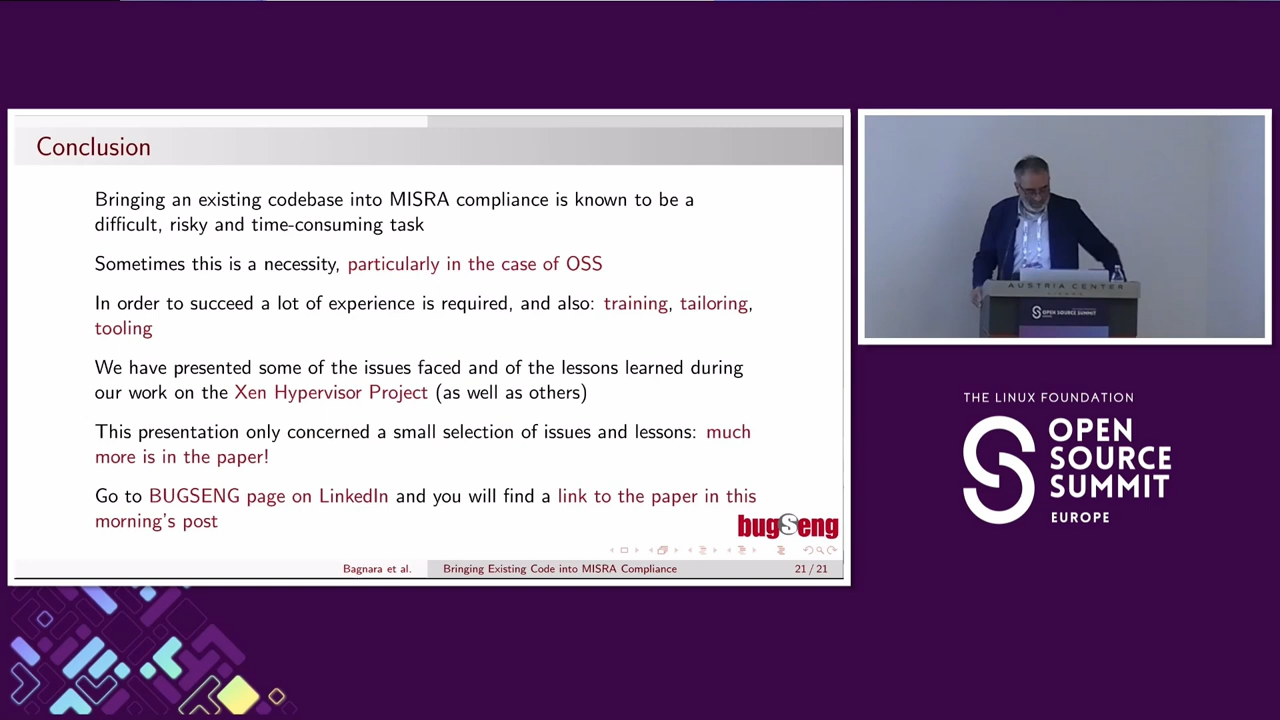 Conclusion
Bringing an existing codebase into MISRA compliance is known to be a
difficult, risky and time-consuming task
Sometimes this is a necessity, particularly in the case of OSS
In order to succeed a lot of experience is required, and also: training, tailoring,
tooling
We have presented some of the issues faced and of the lessons learned during
our work on the Xen Hypervisor Project (as well as others)
This presentation only concerned a small selection of issues and lessons: much
more is in the paper!
Go to BUGSENG page on LinkedIn and you will find a link to the paper in this
morning's post
bugSeng
Bagnara et al.
Bringing Existing Code into MISRA Compliance
21 / 21
AUSTRIA CENTER
OPEN SOURCE SUMMIT
THE LINUX FOUNDATION
OPEN
SOURCE
SUMMIT
EUROPE